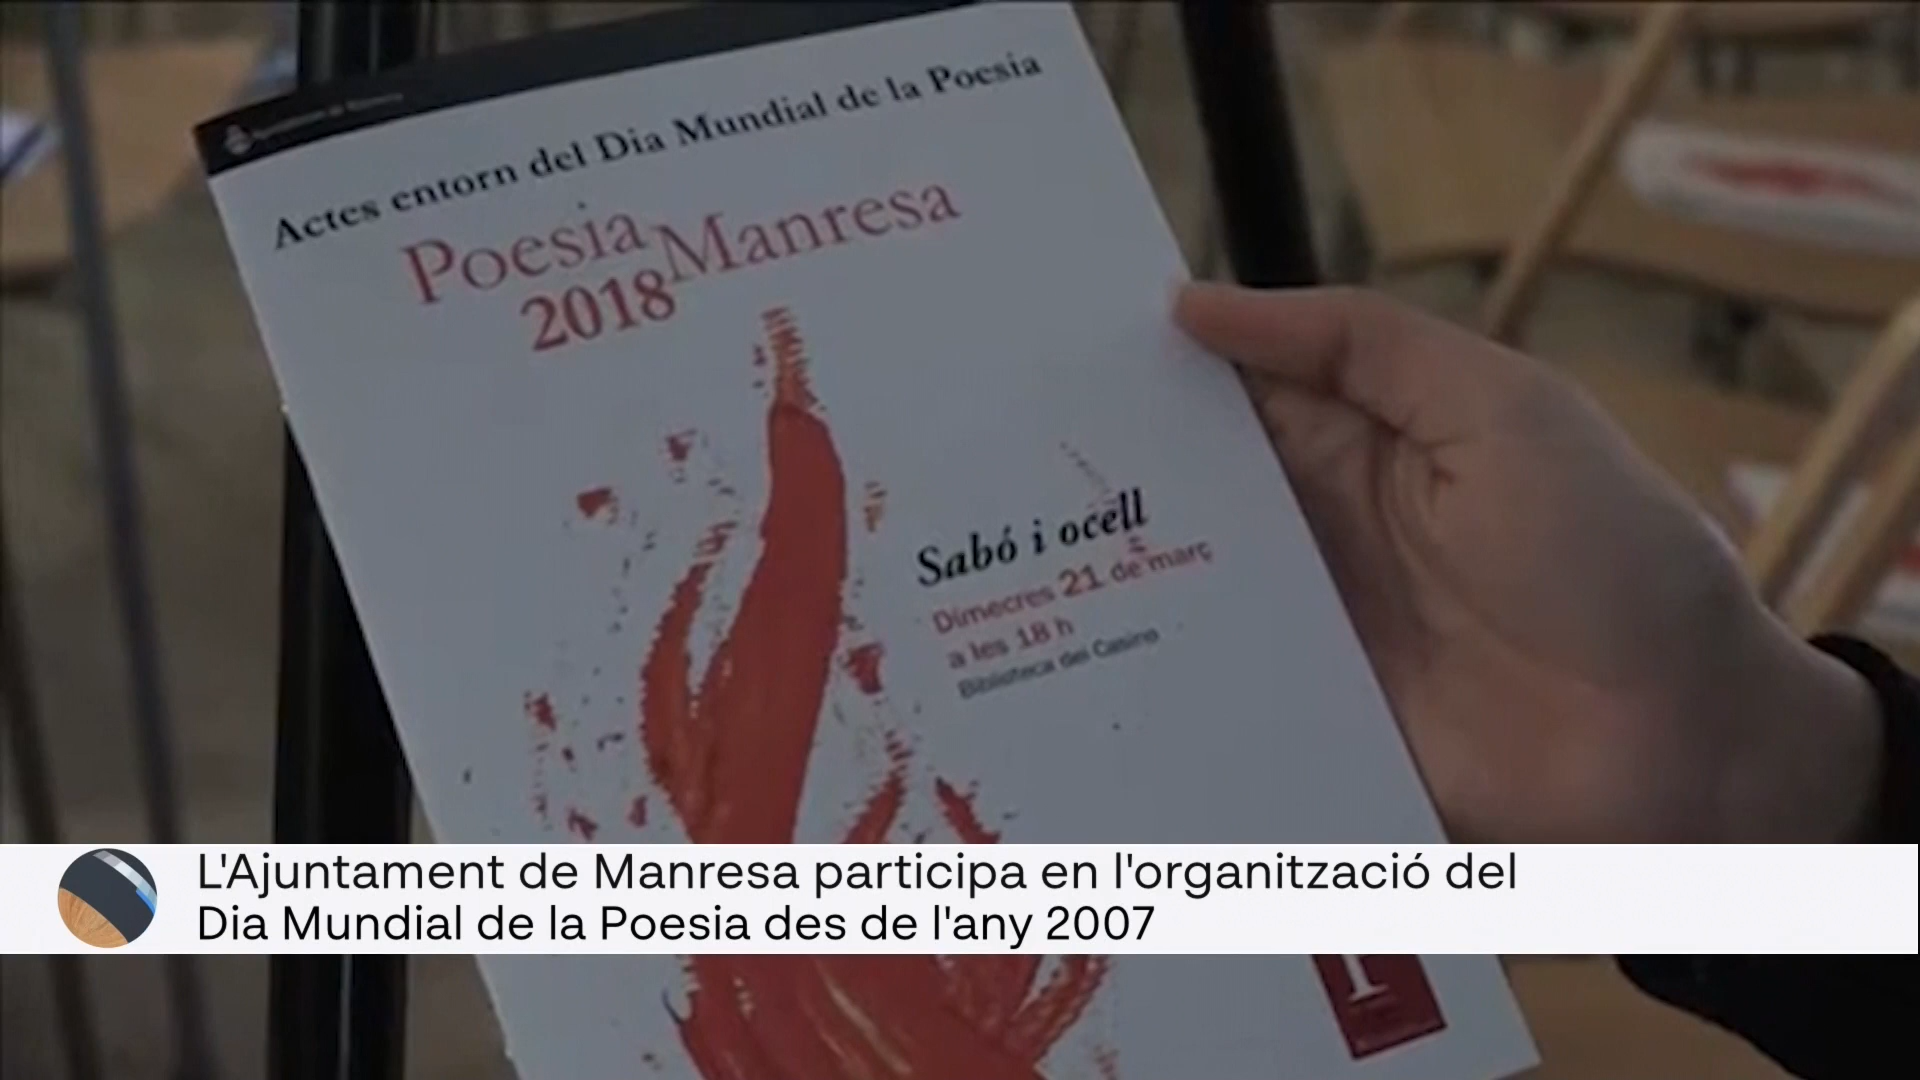 Actes entorn del Dia Mundial de la Poesia
Poesia Manresa
2018
Sabó i ocell
Dimecres 21 de març
a les 18 h
Biblioteca del Casino
L'Ajuntament de Manresa participa en l'organització del
Dia Mundial de la Poesia des de l'any 2007